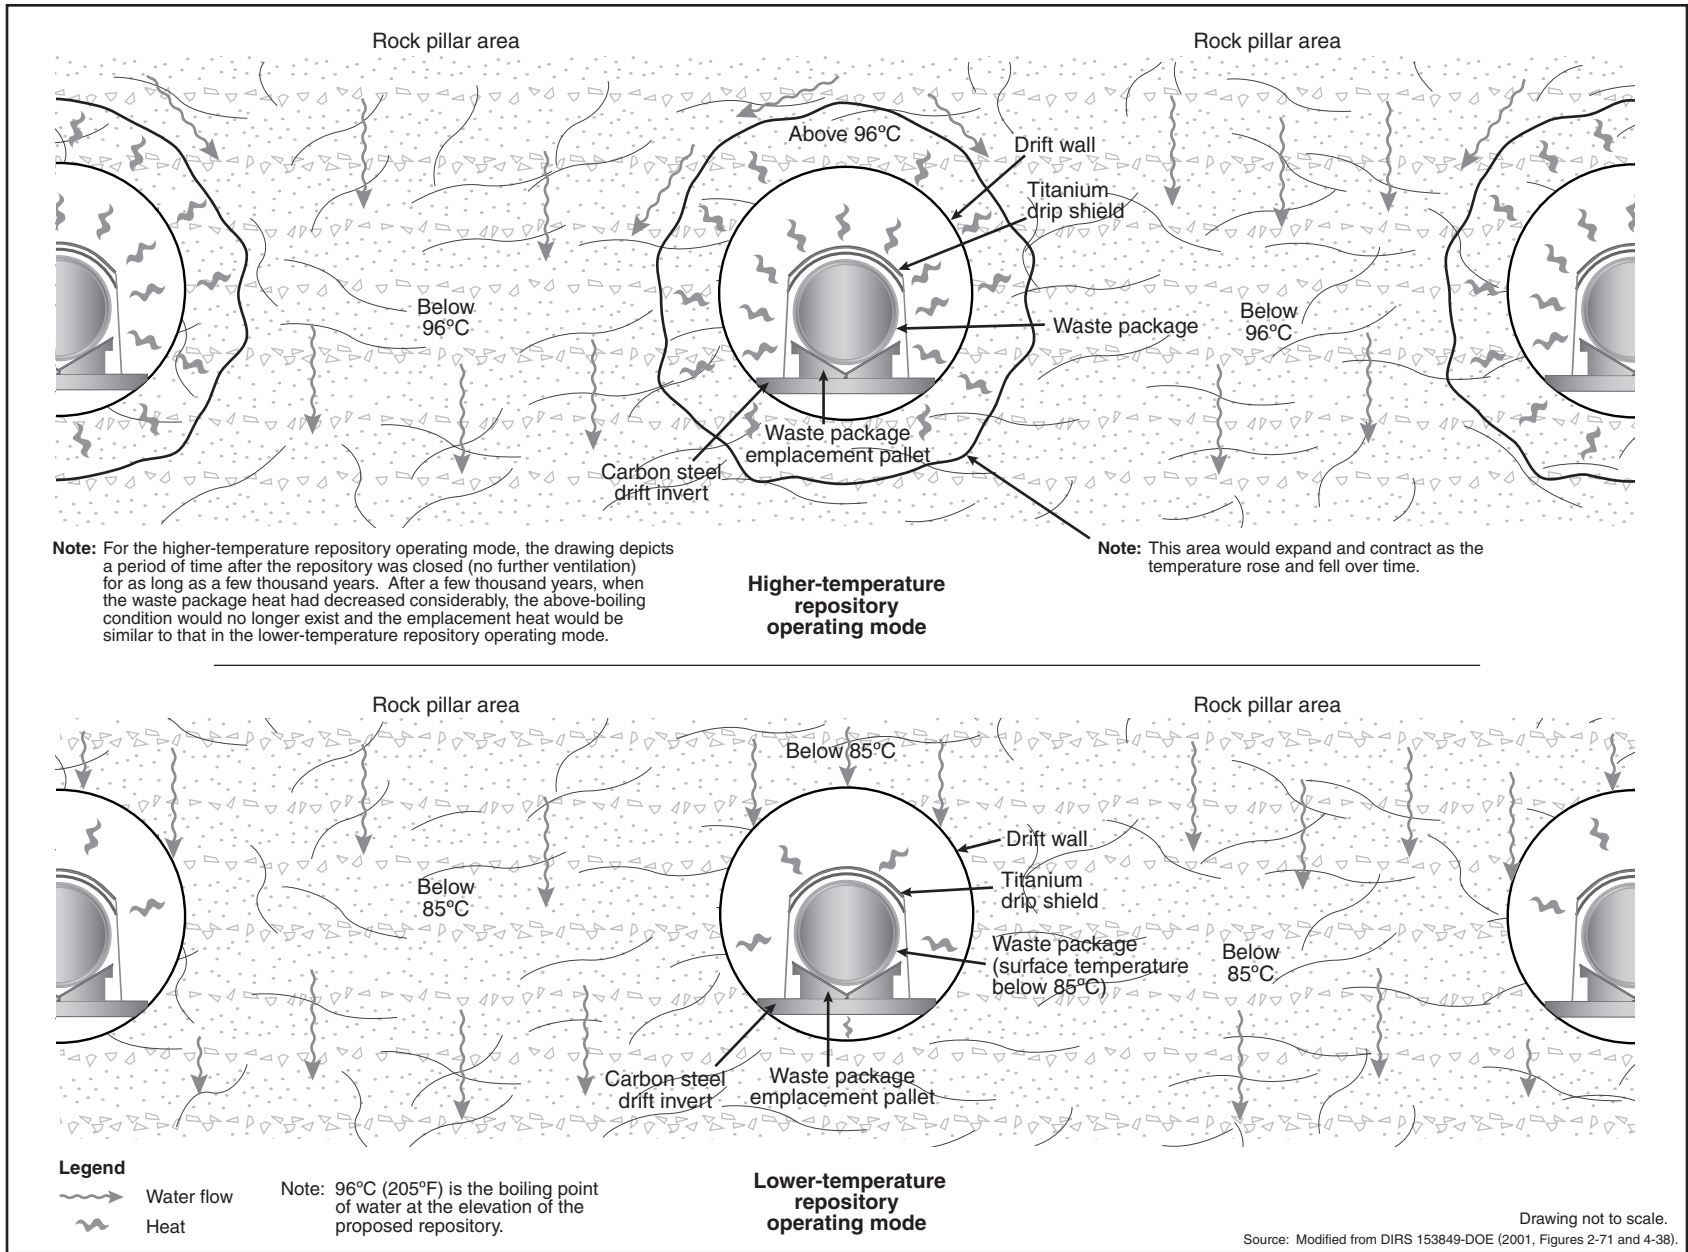 Rock pillar area
Rock pillar area
Above 96ºC
Drift wall
Titanium
drip shield
Below
96ºC
Waste package
Below
96ºC
Waste package
emplacement pallet
Carbon steel
drift invert
Note: For the higher-temperature repository operating mode, the drawing depicts
a period of time after the repository was closed (no further ventilation)
for as long as a few thousand years. After a few thousand years, when
the waste package heat had decreased considerably, the above-boiling
condition would no longer exist and the emplacement heat would be
similar to that in the lower-temperature repository operating mode.
Higher-temperature
repository
operating mode
Note: This area would expand and contract as the
temperature rose and fell over time.
Rock pillar area
Rock pillar area
Below 85ºC
Drift wall
Below
85ºC
Titanium
drip shield
Waste package
(surface temperature
below 85ºC)
Below
85ºC
Carbon steel
drift invert
Waste package
emplacement pallet
Legend
Water flow
Heat
Note: 96ºC (205ºF) is the boiling point
of water at the elevation of the
proposed repository.
Lower-temperature
repository
operating mode
Drawing not to scale.
Source: Modified from DIRS 153849-DOE (2001, Figures 2-71 and 4-38).